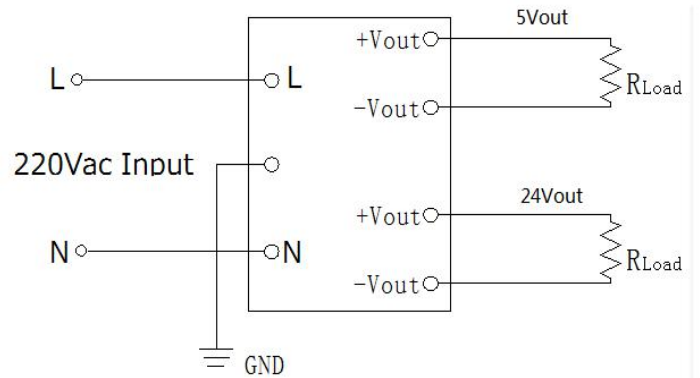 5Vout
+Vout
L
L
RLoad
-Vout
220Vac Input
24Vout
+Vout
N
N
RLoad
-Vout
GND